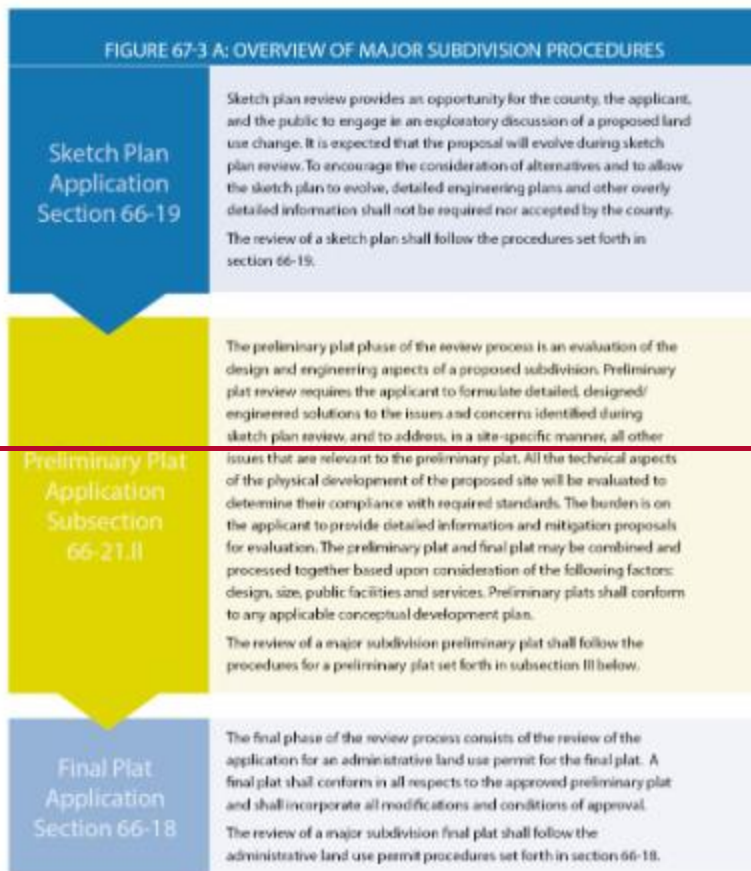 FIGURE 67-3 A: OVERVIEW OF MAJOR SUBDIVISION PROCEDURES
Sketch Plan
Application
Section 66-19
Sketch plan review provides an opportunity for the county, the applicant,
and the public to engage in an exploratory discussion of a proposed land
use change. It is expected that the proposal will evolve during sketch
plan review. To encourage the consideration of alternatives and to allow
the sketch plan to evolve, detailed engineering plans and other overly
detailed information shall not be required nor accepted by the county.
The review of a sketch plan shall follow the procedures set forth in
section 66-19.
Preliminary Plat
Application
Subsection
66-21.II
The preliminary plat phase of the review process is an evaluation of the
design and engineering aspects of a proposed subdivision. Preliminary
plat review requires the applicant to formulate detailed, designed/
engineered solutions to the issues and concerns identified during
sketch plan review, and to address, in a site-specific manner, all other
issues that are relevant to the preliminary plat. All the technical aspects
of the physical development of the proposed site will be evaluated to
determine their compliance with required standards. The burden is on
the applicant to provide detailed information and mitigation proposals
for evaluation. The preliminary plat and final plat may be combined and
processed together based upon consideration of the following factors:
design, size, public facilities and services. Preliminary plats shall conform
to any applicable conceptual development plan.
The review of a major subdivision preliminary plat shall follow the
procedures for a preliminary plat set forth in subsection III below.
Final Plat
Application
Section 66-18
The final phase of the review process consists of the review of the
application for an administrative land use permit for the final plat. A
final plat shall conform in all respects to the approved preliminary plat
and shall incorporate all modifications and conditions of approval.
The review of a major subdivision final plat shall follow the
administrative land use permit procedures set forth in section 66-18.